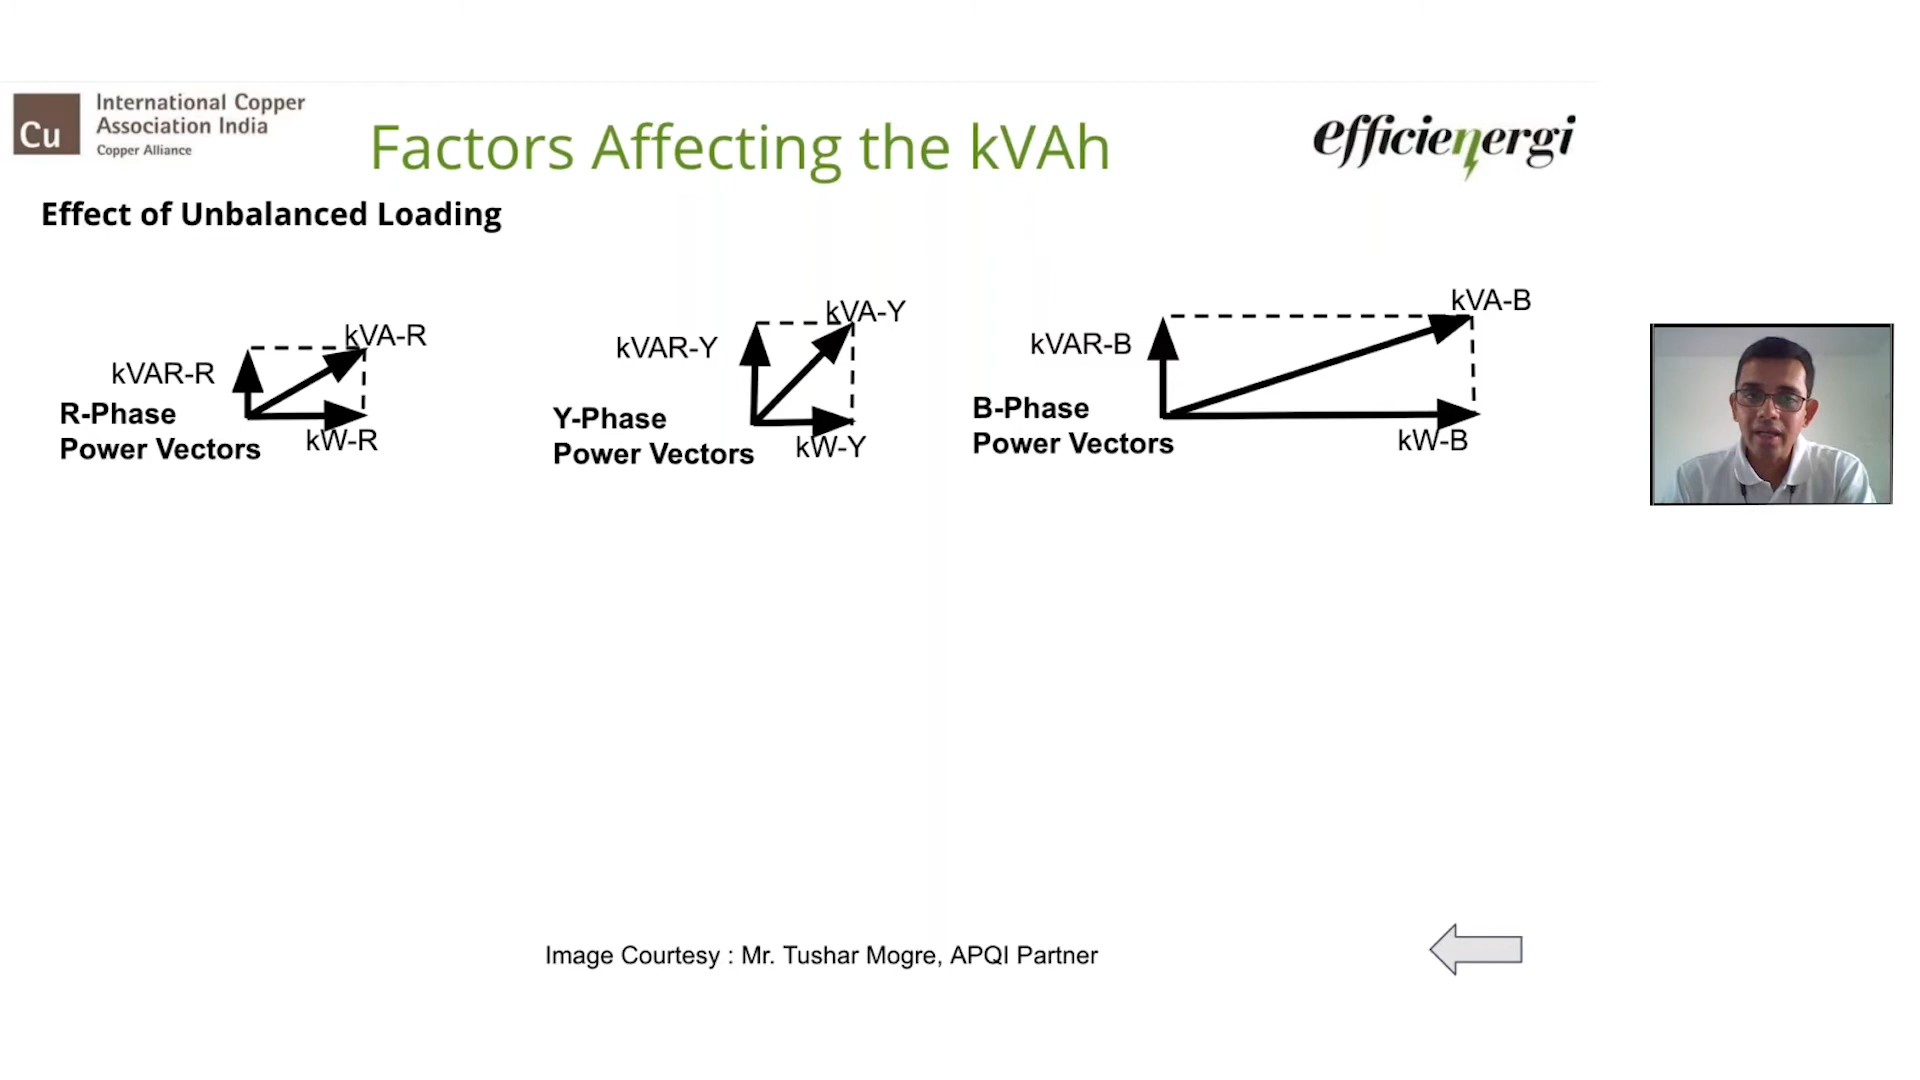 Cu
International Copper
Association India
Copper Alliance
Factors Affecting the kVAh
efficienergi
Effect of Unbalanced Loading
kVA-R
kVAR-R
R-Phase
Power Vectors
kW-R
kVA-Y
kVAR-Y
Y-Phase
Power Vectors
kW-Y
kVA-B
kVAR-B
B-Phase
Power Vectors
kW-B
Image Courtesy : Mr. Tushar Mogre, APQI Partner